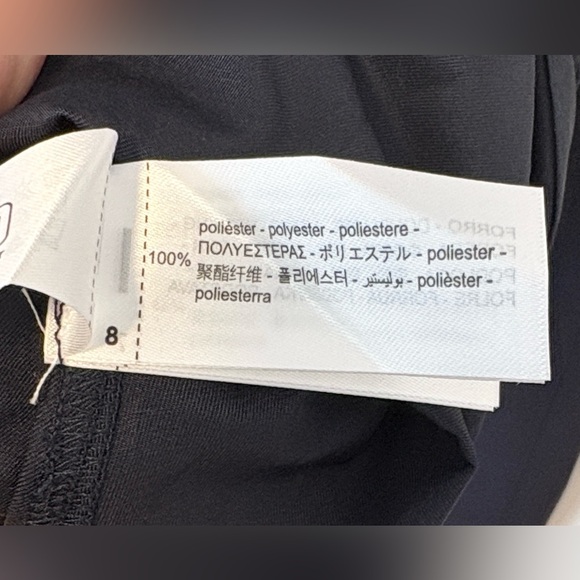 poliéster - polyester - poliestere -
100% ΠΟΛΥΕΣΤΕΡΑΣ - ポリエステル - poliester -
聚酯纤维 - 폴리에스터 - بوليستير - polièster -
poliesterra
8